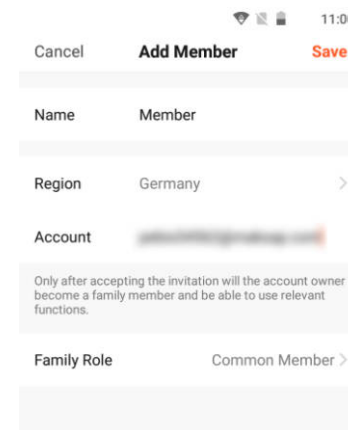 11:0
Cancel Add Member Save
Name Member
Region Germany
Account
Only after accepting the invitation will the account owner
become a family member and be able to use relevant
functions.
Family Role Common Member